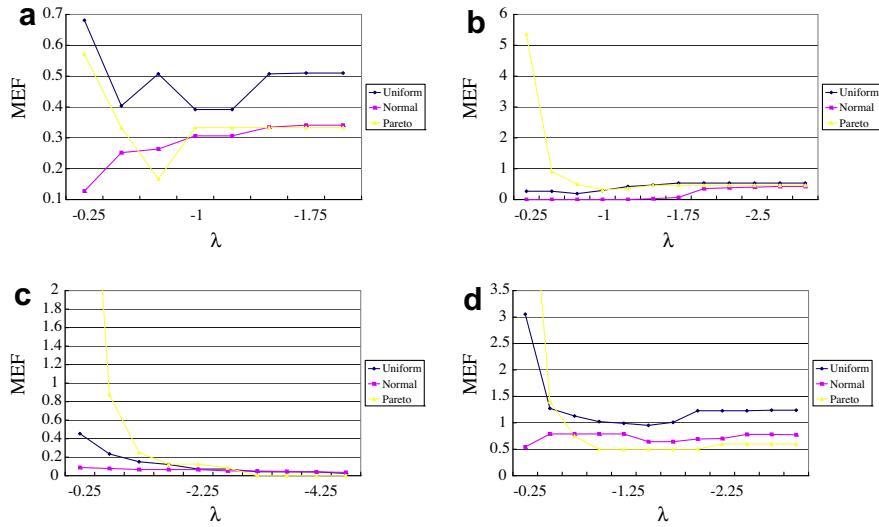 a
0.7
0.6
0.5
0.4
0.3
0.2
0.1
MEF
-0.25
-1
-1.75
λ
Uniform
Normal
Pareto
b
6
5
4
3
2
1
0
MEF
-0.25
-1
-1.75
-2.5
λ
Uniform
Normal
Pareto
c
2
1.8
1.6
1.4
1.2
1
0.8
0.6
0.4
0.2
0
MEF
-0.25
-2.25
-4.25
λ
Uniform
Normal
Pareto
d
3.5
3
2.5
2
1.5
1
0.5
0
MEF
-0.25
-1.25
-2.25
λ
Uniform
Normal
Pareto